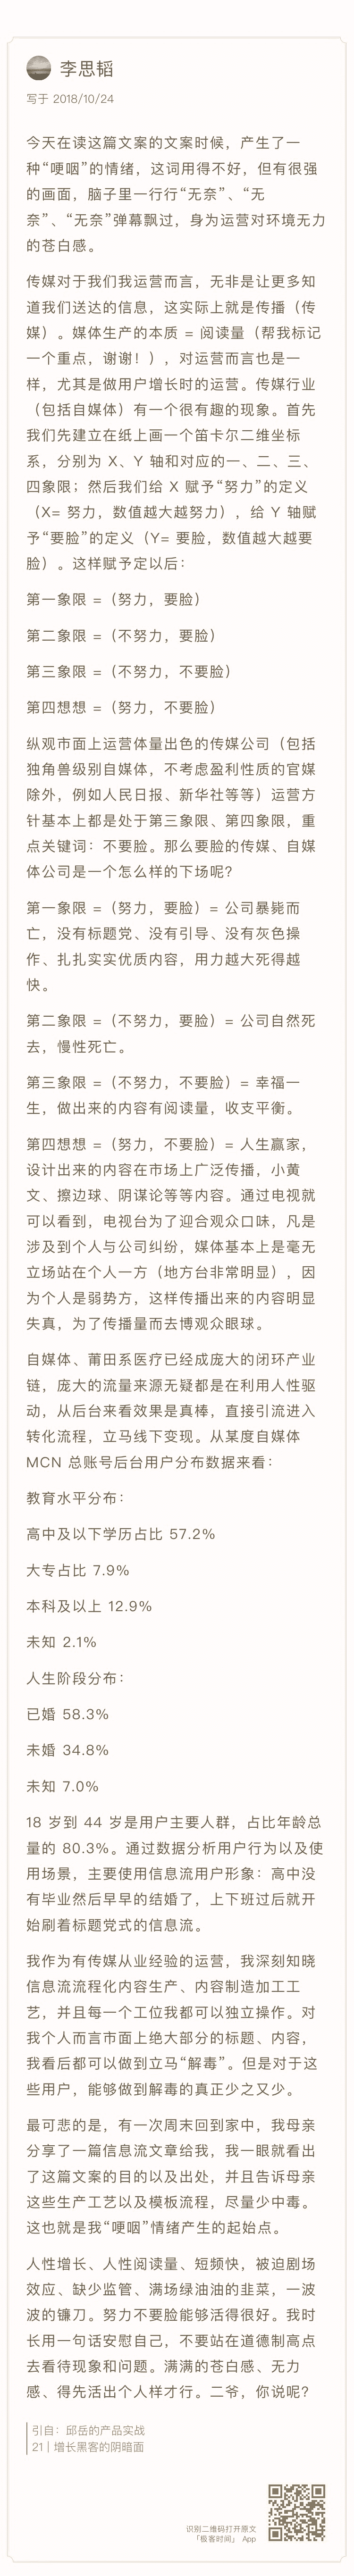 李思韬
写于 2018/10/24
今天在读这篇文案的文案时候，产生了一
种“哽咽”的情绪，这词用得不好，但有很强
的画面，脑子里一行行“无奈”、“无
奈”、“无奈”弹幕飘过，身为运营对环境无力
的苍白感。
传媒对于我们我运营而言，无非是让更多知
道我们送达的信息，这实际上就是传播（传
媒）。媒体生产的本质 = 阅读量（帮我标记
一个重点，谢谢！），对运营而言也是一
样，尤其是做用户增长时的运营。传媒行业
（包括自媒体）有一个很有趣的现象。首先
我们先建立在纸上画一个笛卡尔二维坐标
系，分别为 X、Y 轴和对应的一、二、三、
四象限；然后我们给 X 赋予“努力”的定义
（X= 努力，数值越大越努力），给 Y 轴赋
予“要脸”的定义（Y= 要脸，数值越大越要
脸）。这样赋予定以后：
第一象限 =（努力，要脸）
第二象限 =（不努力，要脸）
第三象限 =（不努力，不要脸）
第四想想 =（努力，不要脸）
纵观市面上运营体量出色的传媒公司（包括
独角兽级别自媒体，不考虑盈利性质的官媒
除外，例如人民日报、新华社等等）运营方
针基本上都是处于第三象限、第四象限，重
点关键词：不要脸。那么要脸的传媒、自媒
体公司是一个怎么样的下场呢？
第一象限 =（努力，要脸）= 公司暴毙而
亡，没有标题党、没有引导、没有灰色操
作、扎扎实实优质内容，用力越大死得越
快。
第二象限 =（不努力，要脸）= 公司自然死
去，慢性死亡。
第三象限 =（不努力，不要脸）= 幸福一
生，做出来的内容有阅读量，收支平衡。
第四想想 =（努力，不要脸）= 人生赢家，
设计出来的内容在市场上广泛传播，小黄
文、擦边球、阴谋论等等内容。通过电视就
可以看到，电视台为了迎合观众口味，凡是
涉及到个人与公司纠纷，媒体基本上是毫无
立场站在个人一方（地方台非常明显），因
为个人是弱势方，这样传播出来的内容明显
失真，为了传播量而去博观众眼球。
自媒体、莆田系医疗已经成庞大的闭环产业
链，庞大的流量来源无疑都是在利用人性驱
动，从后台来看效果是真棒，直接引流进入
转化流程，立马线下变现。从某度自媒体
MCN 总账号后台用户分布数据来看：
教育水平分布：
高中及以下学历占比 57.2%
大专占比 7.9%
本科及以上 12.9%
未知 2.1%
人生阶段分布：
已婚 58.3%
未婚 34.8%
未知 7.0%
18 岁到 44 岁是用户主要人群，占比年龄总
量的 80.3%。通过数据分析用户行为以及使
用场景，主要使用信息流用户形象：高中没
有毕业然后早早的结婚了，上下班过后就开
始刷着标题党式的信息流。
我作为有传媒从业经验的运营，我深刻知晓
信息流流程化内容生产、内容制造加工工
艺，并且每一个工位我都可以独立操作。对
我个人而言市面上绝大部分的标题、内容，
我看后都可以做到立马“解毒”。但是对于这
些用户，能够做到解毒的真正少之又少。
最可悲的是，有一次周末回到家中，我母亲
分享了一篇信息流文章给我，我一眼就看出
了这篇文案的目的以及出处，并且告诉母亲
这些生产工艺以及模板流程，尽量少中毒。
这也就是我“哽咽”情绪产生的起始点。
人性增长、人性阅读量、短频快，被迫剧场
效应、缺少监管、满场绿油油的韭菜，一波
波的镰刀。努力不要脸能够活得很好。我时
长用一句话安慰自己，不要站在道德制高点
去看待现象和问题。满满的苍白感、无力
感、得先活出个人样才行。二爷，你说呢？
引自：邱岳的产品实战
21 | 增长黑客的阴暗面
识别二维码打开原文
「极客时间」 App